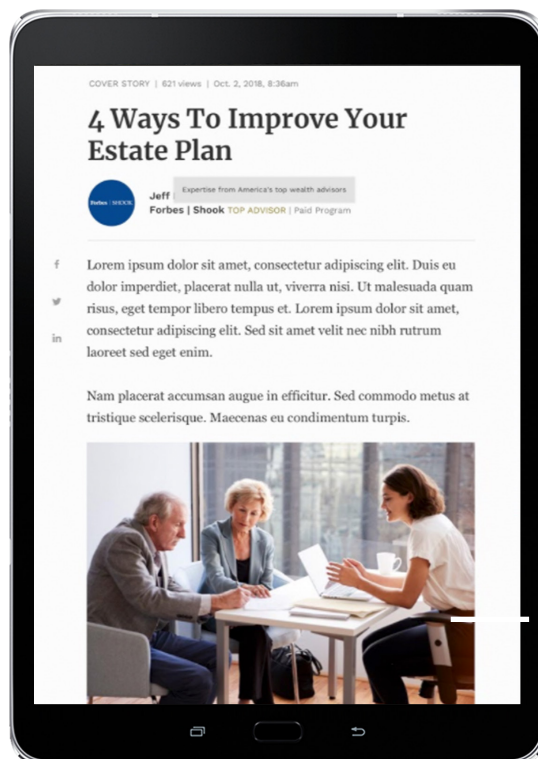 COVER STORY | 621 views | Oct. 2, 2018, 8:36am
4 Ways To Improve Your
Estate Plan
Forbes | SHOOK
Jeff
Expertise from America's top wealth advisors
Forbes | Shook TOP ADVISOR | Paid Program
f
in
Lorem ipsum dolor sit amet, consectetur adipiscing elit. Duis eu
dolor imperdiet, placerat nulla ut, viverra nisi. Ut malesuada quam
risus, eget tempor libero tempus et. Lorem ipsum dolor sit amet,
consectetur adipiscing elit. Sed sit amet velit nec nibh rutrum
laoreet sed eget enim.
Nam placerat accumsan augue in efficitur. Sed commodo metus at
tristique scelerisque. Maecenas eu condimentum turpis.